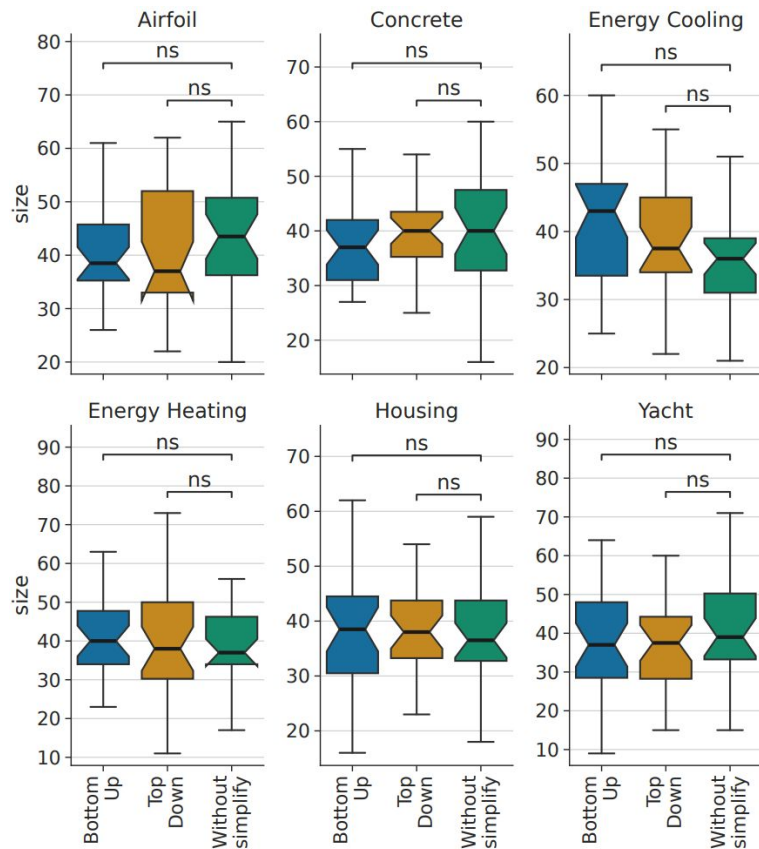 Airfoil
80
70
60
50
40
30
20
size
ns
ns
Concrete
70
60
50
40
30
20
ns
ns
Energy Cooling
60
50
40
30
20
ns
ns
Energy Heating
90
80
70
60
50
40
30
20
10
size
ns
ns
Bottom
Up
Top
Down
Without
simplify
Housing
70
60
50
40
30
20
ns
ns
Bottom
Up
Top
Down
Without
simplify
Yacht
90
80
70
60
50
40
30
20
10
ns
ns
Bottom
Up
Top
Down
Without
simplify